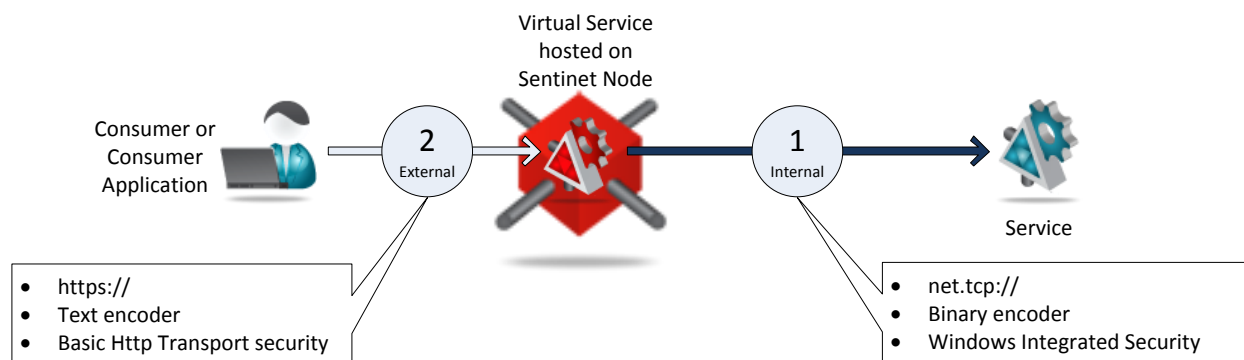 Virtual Service
hosted on
Sentinet Node
Consumer or
Consumer
Application
2
External
1
Internal
Service
• https://
• Text encoder
• Basic Http Transport security
• net.tcp://
• Binary encoder
• Windows Integrated Security